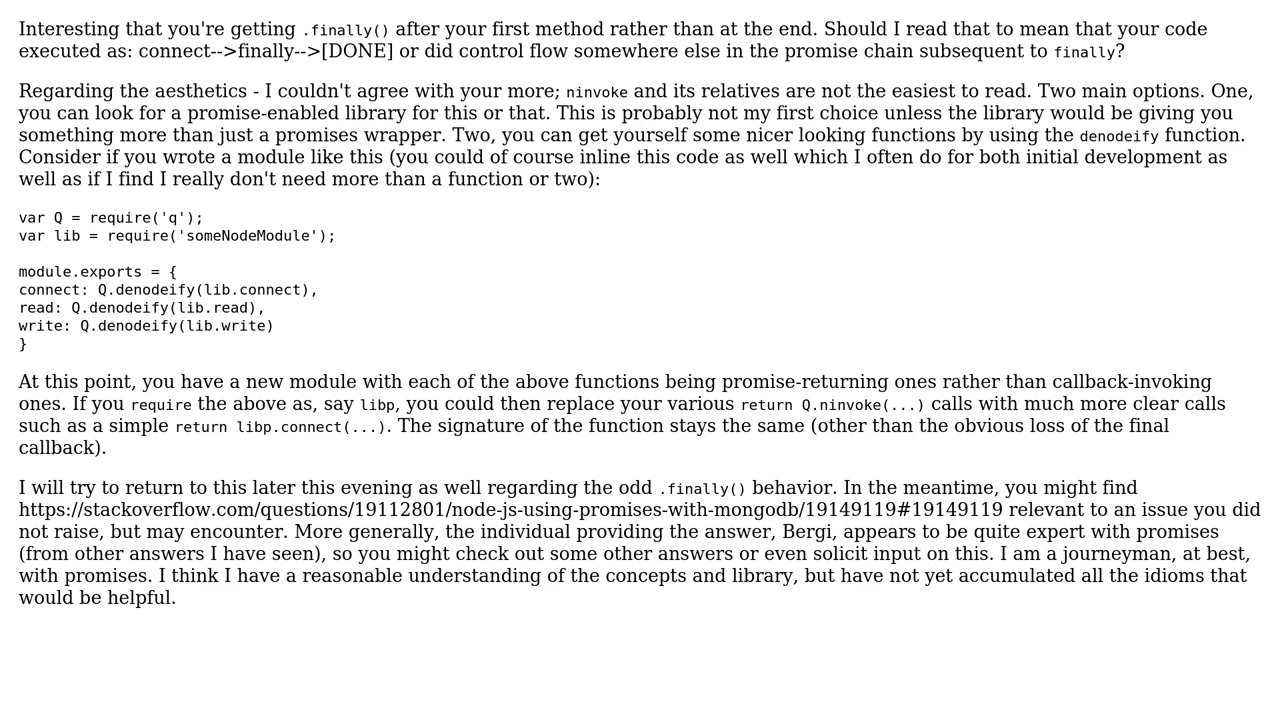 Interesting that you're getting .finally() after your first method rather than at the end. Should I read that to mean that your code
executed as: connect-->finally-->[DONE] or did control flow somewhere else in the promise chain subsequent to finally?
Regarding the aesthetics - I couldn't agree with your more; ninvoke and its relatives are not the easiest to read. Two main options. One,
you can look for a promise-enabled library for this or that. This is probably not my first choice unless the library would be giving you
something more than just a promises wrapper. Two, you can get yourself some nicer looking functions by using the denodeify function.
Consider if you wrote a module like this (you could of course inline this code as well which I often do for both initial development as
well as if I find I really don't need more than a function or two):
var Q = require('q');
var lib = require('someNodeModule');
module.exports = {
connect: Q.denodeify(lib.connect),
read: Q.denodeify(lib.read),
write: Q.denodeify(lib.write)
}
At this point, you have a new module with each of the above functions being promise-returning ones rather than callback-invoking
ones. If you require the above as, say libp, you could then replace your various return Q.ninvoke(...) calls with much more clear calls
such as a simple return libp.connect(...). The signature of the function stays the same (other than the obvious loss of the final
callback).
I will try to return to this later this evening as well regarding the odd .finally() behavior. In the meantime, you might find
https://stackoverflow.com/questions/19112801/node-js-using-promises-with-mongodb/19149119#19149119 relevant to an issue you did
not raise, but may encounter. More generally, the individual providing the answer, Bergi, appears to be quite expert with promises
(from other answers I have seen), so you might check out some other answers or even solicit input on this. I am a journeyman, at best,
with promises. I think I have a reasonable understanding of the concepts and library, but have not yet accumulated all the idioms that
would be helpful.